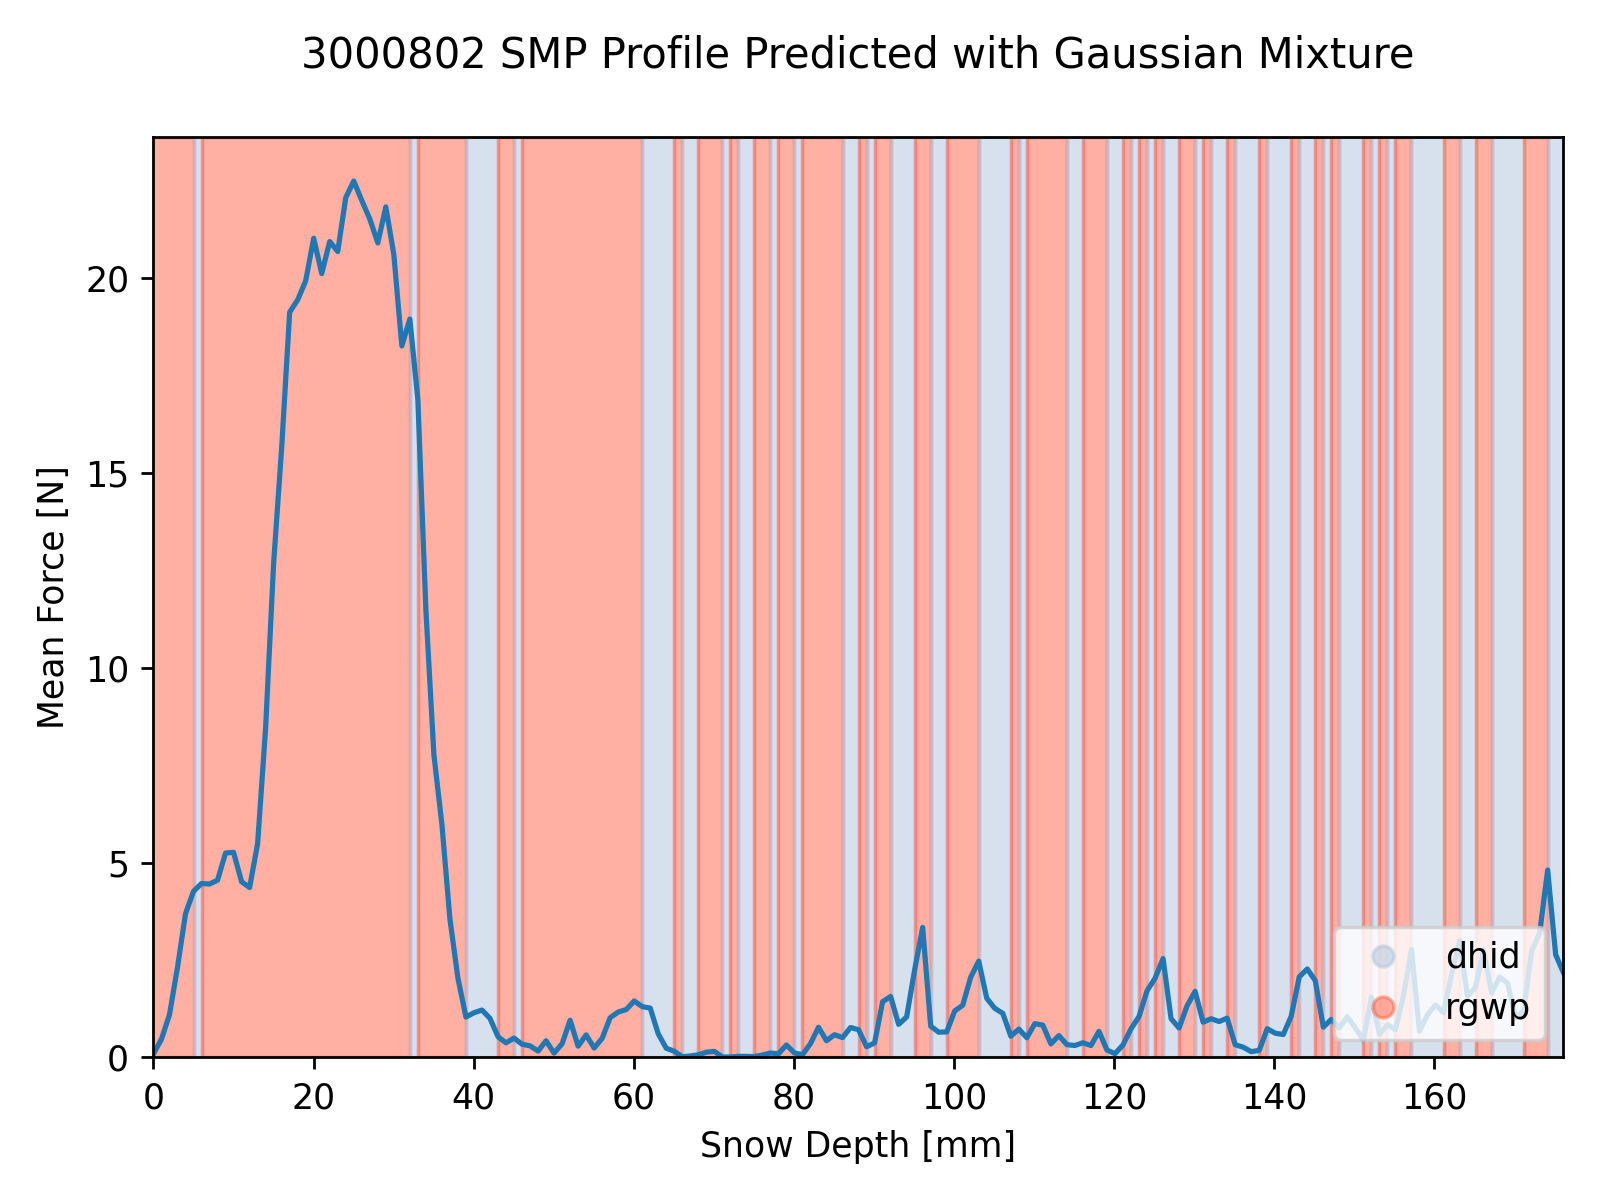 3000802 SMP Profile Predicted with Gaussian Mixture
Mean Force [N]
20
15
10
5
0
0 20 40 60 80 100 120 140 160
Snow Depth [mm]
dhid
rgwp